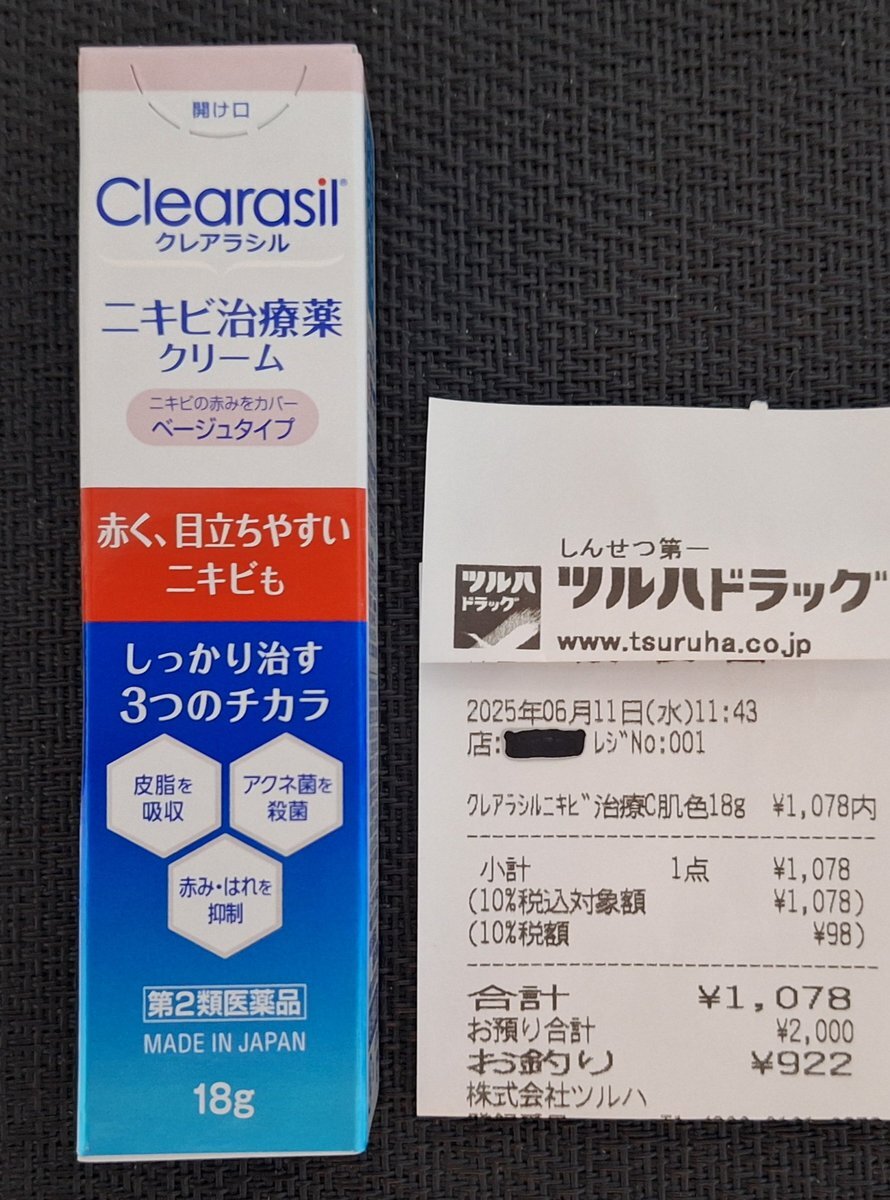 開け口
Clearasil®
クレアラシル
ニキビ治療薬
クリーム
ニキビの赤みをカバー
ベージュタイプ
赤く、目立ちやすい
ニキビも
しっかり治す
3つのチカラ
皮脂を
吸収
アクネ菌を
殺菌
赤み・はれを
抑制
第2類医薬品
MADE IN JAPAN
18g
しんせつ第一
ツルハ
ドラッグ
ツルハドラッグ
www.tsuruha.co.jp
2025年06月11日(水)11:43
店: ﾚｼﾞNo:001
ｸﾚｱﾗｼﾙﾆｷﾋﾞ治療C肌色18g ¥1,078内
小計 1点 ¥1,078
(10%税込対象額 ¥1,078)
(10%税額 ¥98)
合計 ¥1,078
お預り合計 ¥2,000
お釣り ¥922
株式会社ツルハ